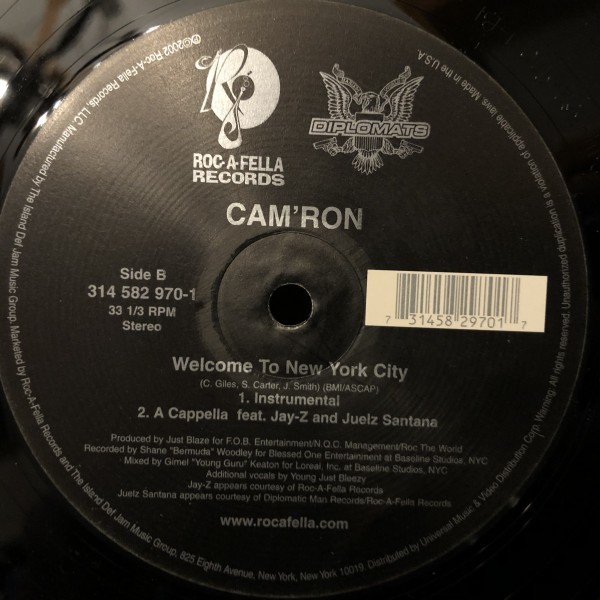 R
ROC-A-FELLA
RECORDS
DIPLOMATS
CAM'RON
Side B
314 582 970-1
33 1/3 RPM
Stereo
7 31458 29701 7
Welcome To New York City
(C. Giles, S. Carter, J. Smith) (BMI/ASCAP)
1. Instrumental
2. A Cappella feat. Jay-Z and Juelz Santana
Produced by Just Blaze for F.O.B. Entertainment/N.Q.C. Management/Roc The World
Recorded by Shane "Bermuda" Woodley for Blessed One Entertainment at Baseline Studios, NYC
Mixed by Gimel "Young Guru" Keaton for Loreal, Inc. at Baseline Studios, NYC
Additional vocals by Young Just Bleezy
Jay-Z appears courtesy of Roc-A-Fella Records
Juelz Santana appears courtesy of Diplomatic Man Records/Roc-A-Fella Records
www.rocafella.com
℗©2002 Roc-A-Fella Records, LLC. Manufactured by The Island Def Jam Music Group. Marketed by Roc-A-Fella Records and The Island Def Jam Music Group, 825 Eighth Avenue, New York, New York 10019. Distributed by Universal Music & Video Distribution Corp. Warning: All rights reserved. Unauthorized duplication is a violation of applicable laws. Made in the U.S.A.